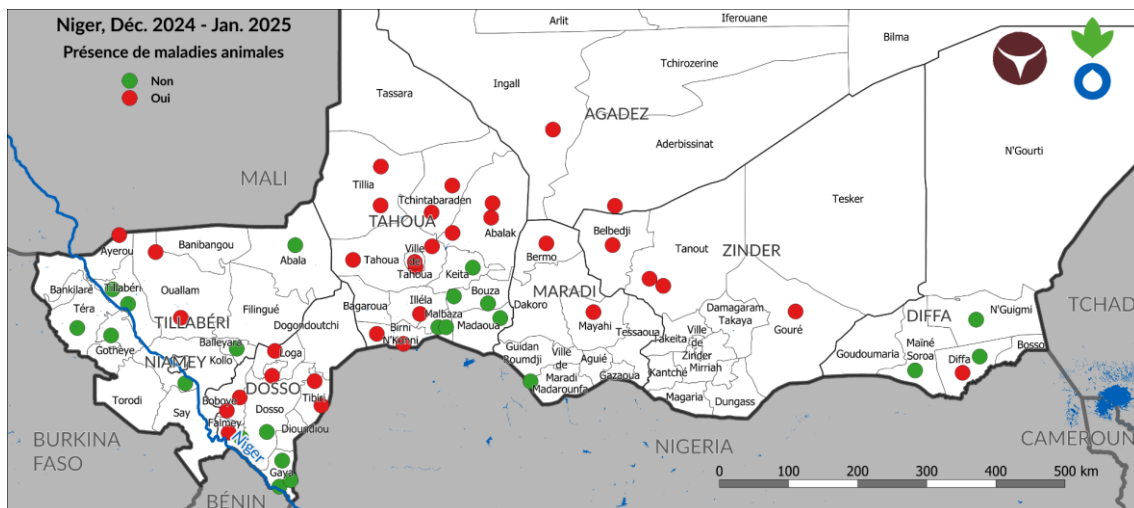 Niger, Déc. 2024 - Jan. 2025
Présence de maladies animales
Non
Oui
Arlit
Iferouane
Bilma
Tchirozerine
Ingall
Tassara
AGADEZ
Aderbissinat
N'Gourti
MALI
Tillia
Tchintabaraden
Tesker
TAHOUA
Abalak
Belbedji
Ayerou
Banibangou
Abala
Tahoua
Ville
de
Tahoua
Keita
Bermo
Tanout
ZINDER
Bankilaré
Tillabéri
Ouallam
Filingué
Bagaroua
Illéla
Bouza
Dakoro
MARADI
Téra
TILLABÉRI
Dogondoutchi
Birni
N'Konni
Malbaza
Madaoua
Mayahi
Tessaoua
Damagaram
Takaya
Gouré
DIFFA
N'Guigmi
TCHAD
Gothèye
Balleyara
Kollo
NIAMEY
Loga
Guidan
Roumdji
Ville
de
Maradi
Madarounfa
Aguié
Gazaoua
Takeita
Ville
de
Zinder
Mirriah
Kantché
Magaria
Dungass
Goudoumaria
Maïné
Soroa
Diffa
Bosso
Torodi
Say
DOSSO
Boboye
Tibiri
Falmey
Dosso
Dioundiou
Niger
Gaya
BURKINA
FASO
BÉNIN
NIGERIA
CAMEROUN
0 100 200 300 400 500 km